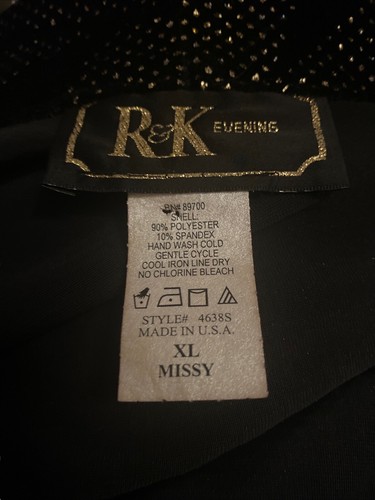 R&K EVENING
RN# 89700
SHELL:
90% POLYESTER
10% SPANDEX
HAND WASH COLD
GENTLE CYCLE
COOL IRON LINE DRY
NO CHLORINE BLEACH
STYLE# 4638S
MADE IN U.S.A.
XL
MISSY